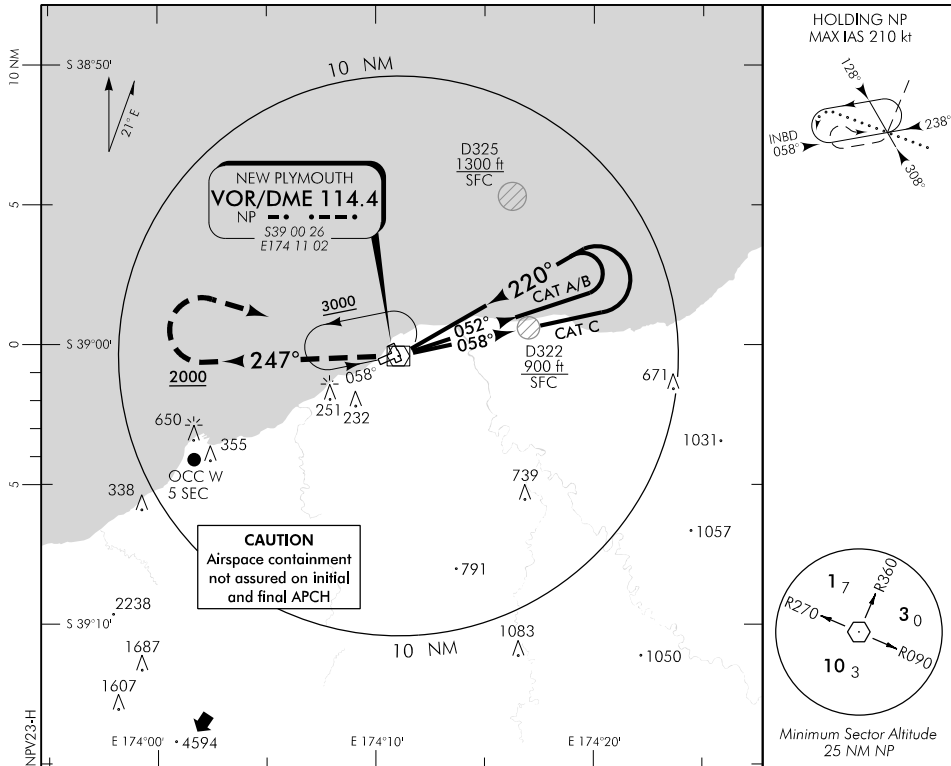 10 NM
S 38°50'
21° E
10 NM
NEW PLYMOUTH
VOR/DME 114.4
NP
S39 00 26
E174 11 02
D325
1300 ft
SFC
5
220°
CAT A/B
3000
052°
058°
CAT C
0
S 39°00'
247°
2000
058°
D322
900 ft
SFC
671
251
232
650
355
1031
OCC W
5 SEC
739
5
338
1057
CAUTION
Airspace containment
not assured on initial
and final APCH
791
2238
S 39°10'
1083
10 NM
1687
1050
1607
4594
E 174°00'
E 174°10'
E 174°20'
NPV23-H
HOLDING NP
MAX IAS 210 kt
128°
238°
INBD
058°
308°
1 7
R360
R270
3 0
R090
10 3
Minimum Sector Altitude
25 NM NP